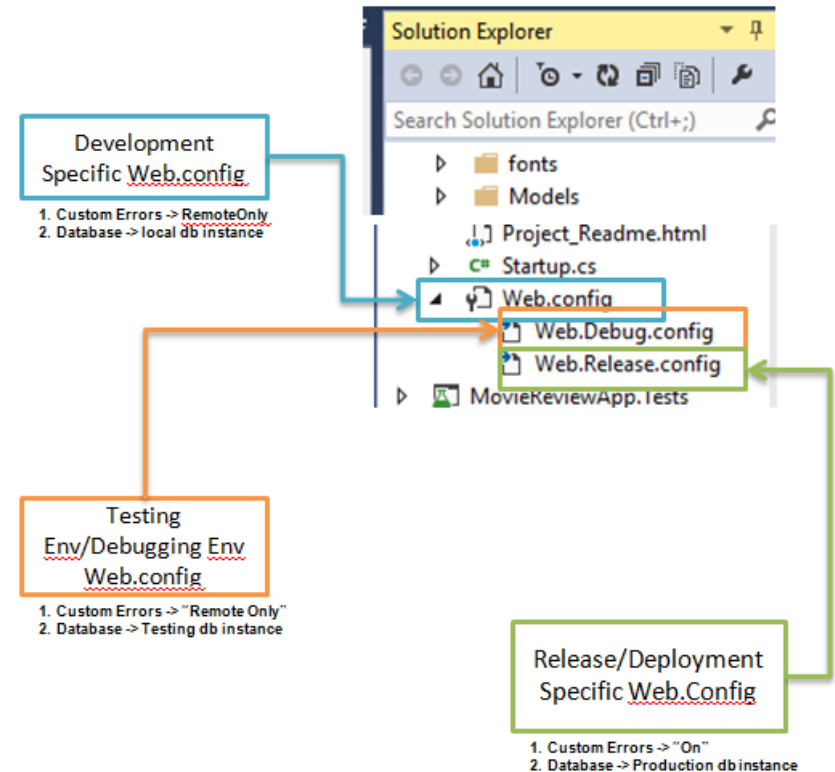 Solution Explorer
Search Solution Explorer (Ctrl+;)
fonts
Models
Project_Readme.html
C# Startup.cs
Web.config
Web.Debug.config
Web.Release.config
MovieReviewApp.Tests
Development
Specific Web.config
1. Custom Errors -> RemoteOnly
2. Database -> local db instance
Testing
Env/Debugging Env
Web.config
1. Custom Errors -> "Remote Only"
2. Database -> Testing db instance
Release/Deployment
Specific Web.Config
1. Custom Errors -> "On"
2. Database -> Production db instance